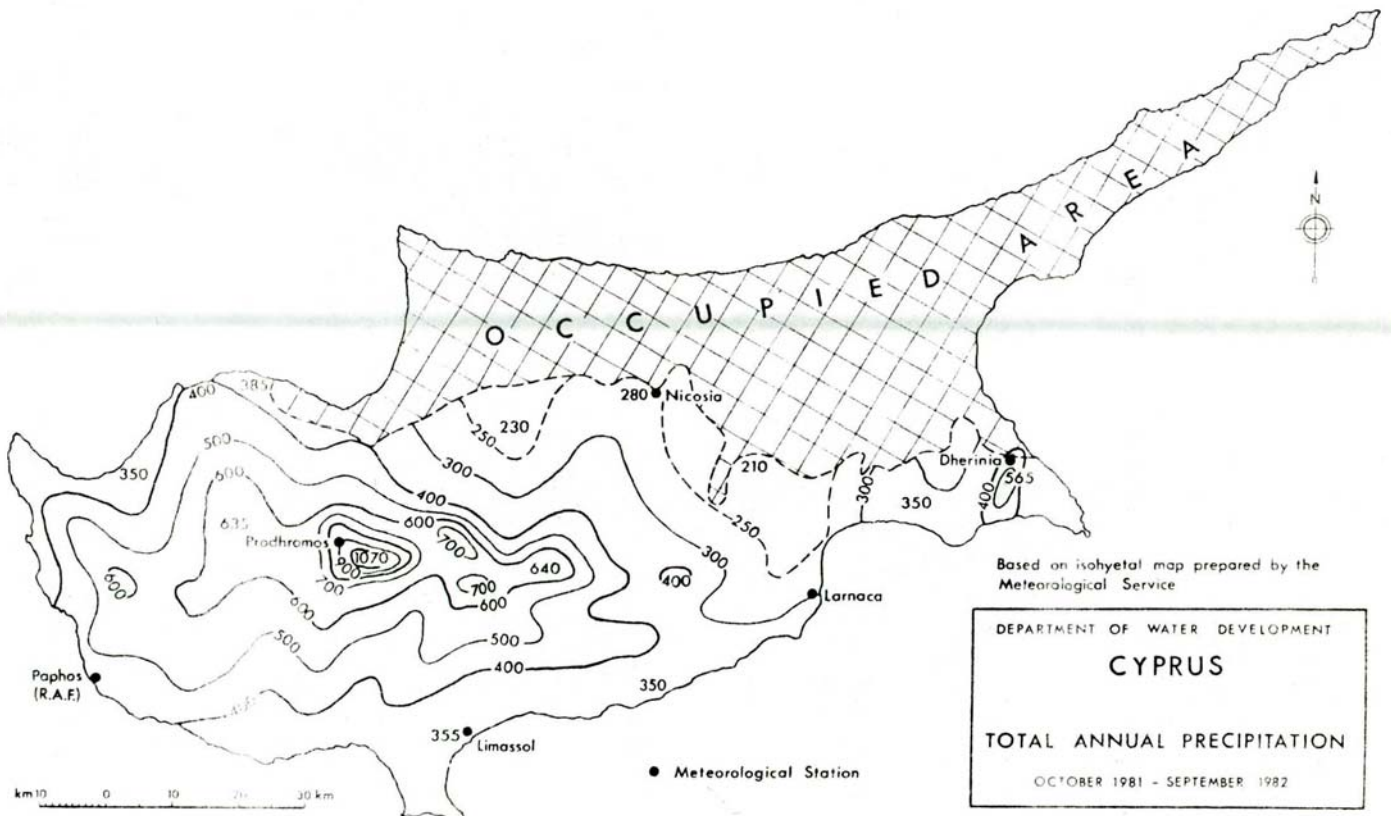 OCCUPIED AREA
N
400
385
280 Nicosia
230
250
500
350
300
210
Dherinia
565
400
300
350
600
400
250
635
600
Prodhromos
700
300
1070
900
640
400
600
700
700
600
Larnaca
600
500
500
400
Paphos
(R.A.F.)
350
355
Limassol
Meteorological Station
km 10 0 10 20 30 km
Based on isohyetal map prepared by the
Meteorological Service
DEPARTMENT OF WATER DEVELOPMENT
CYPRUS
TOTAL ANNUAL PRECIPITATION
OCTOBER 1981 - SEPTEMBER 1982